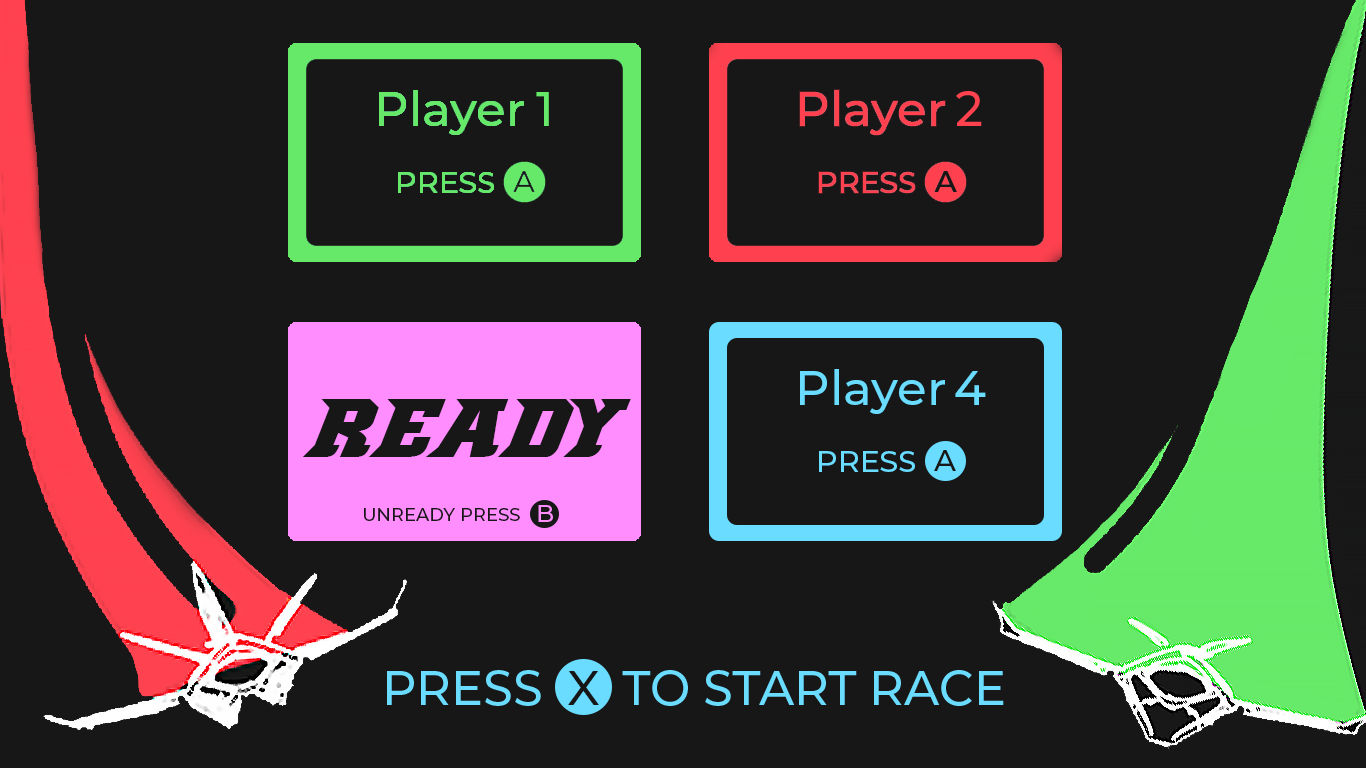 Player 1
PRESS A
Player 2
PRESS A
READY
UNREADY PRESS B
Player 4
PRESS A
PRESS X TO START RACE